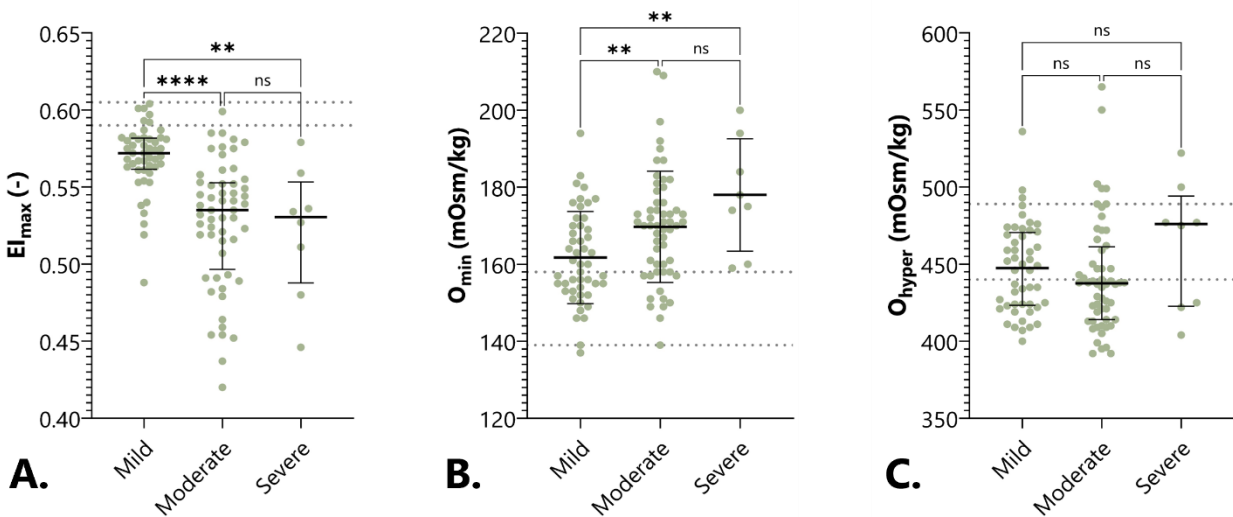 0.65
0.60
0.55
0.50
0.45
0.40
EImax (-)
**
****
ns
Mild
Moderate
Severe
A.
220
200
180
160
140
120
Omin (mOsm/kg)
**
**
ns
Mild
Moderate
Severe
B.
600
550
500
450
400
350
Ohyper (mOsm/kg)
ns
ns
ns
Mild
Moderate
Severe
C.